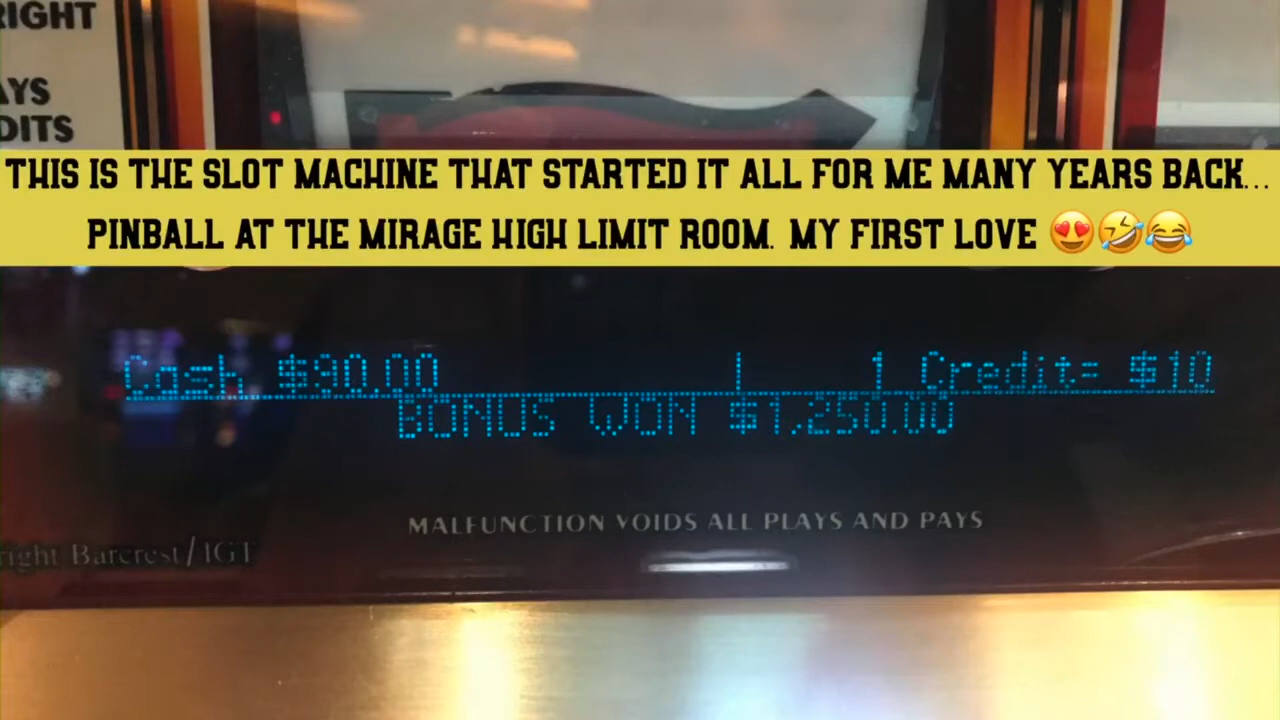 RIGHT
AYS
DITS
THIS IS THE SLOT MACHINE THAT STARTED IT ALL FOR ME MANY YEARS BACK...
PINBALL AT THE MIRAGE HIGH LIMIT ROOM. MY FIRST LOVE 😍🤣😂
Cash $90.00 | 1 Credit= $10
BONUS WON $1,250.00
MALFUNCTION VOIDS ALL PLAYS AND PAYS
right Barcrest/IGT